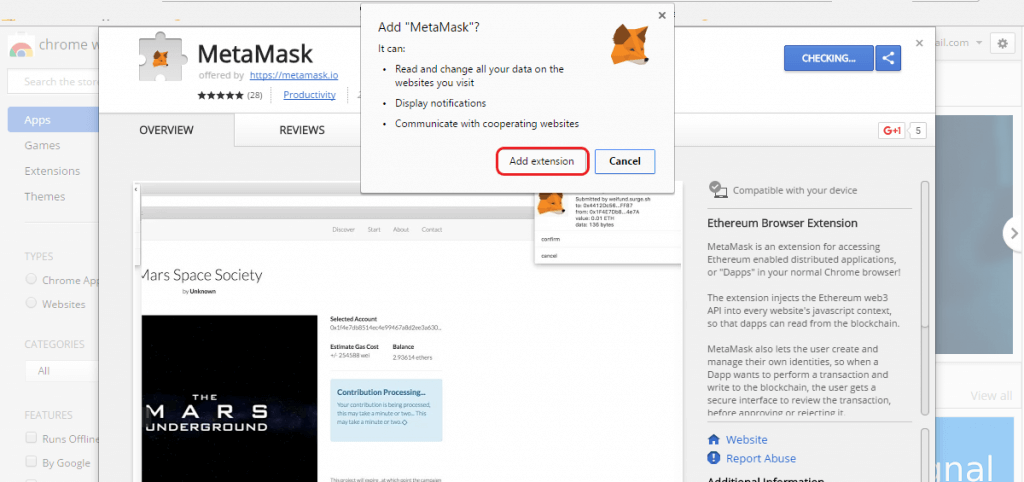 chrome w
Search the store
Apps
Games
Extensions
Themes
TYPES
Chrome App
Websites
CATEGORIES
All
FEATURES
Runs Offline
By Google
MetaMask
offered by https://metamask.io
(28)
Productivity
OVERVIEW
REVIEWS
Add "MetaMask"?
It can:
• Read and change all your data on the
websites you visit
• Display notifications
• Communicate with cooperating websites
Add extension
Cancel
ail.com
CHECKING...
G+1 5
Discover Start About Contact
Mars Space Society
by Unknown
THE
MARS
UNDERGROUND
Selected Account
Estimate Gas Cost
+/- 254588 wei
Balance
2.93614 ethers
Contribution Processing...
Your contribution is being processed,
this may take a minute or two... This
may take a minute or two
This project will expire, at which point the campaign
Submitted by weifund.surge.sh
value: 0.01 ETH
data: 136 bytes
confirm
cancel
Compatible with your device
Ethereum Browser Extension
MetaMask is an extension for accessing
Ethereum enabled distributed applications,
or "Dapps" in your normal Chrome browser!
The extension injects the Ethereum web3
API into every website's javascript context,
so that dapps can read from the blockchain.
MetaMask also lets the user create and
manage their own identities, so when a
Dapp wants to perform a transaction and
write to the blockchain, the user gets a
secure interface to review the transaction,
before approving or rejecting it.
Website
Report Abuse
Additional Information
View all
gnal